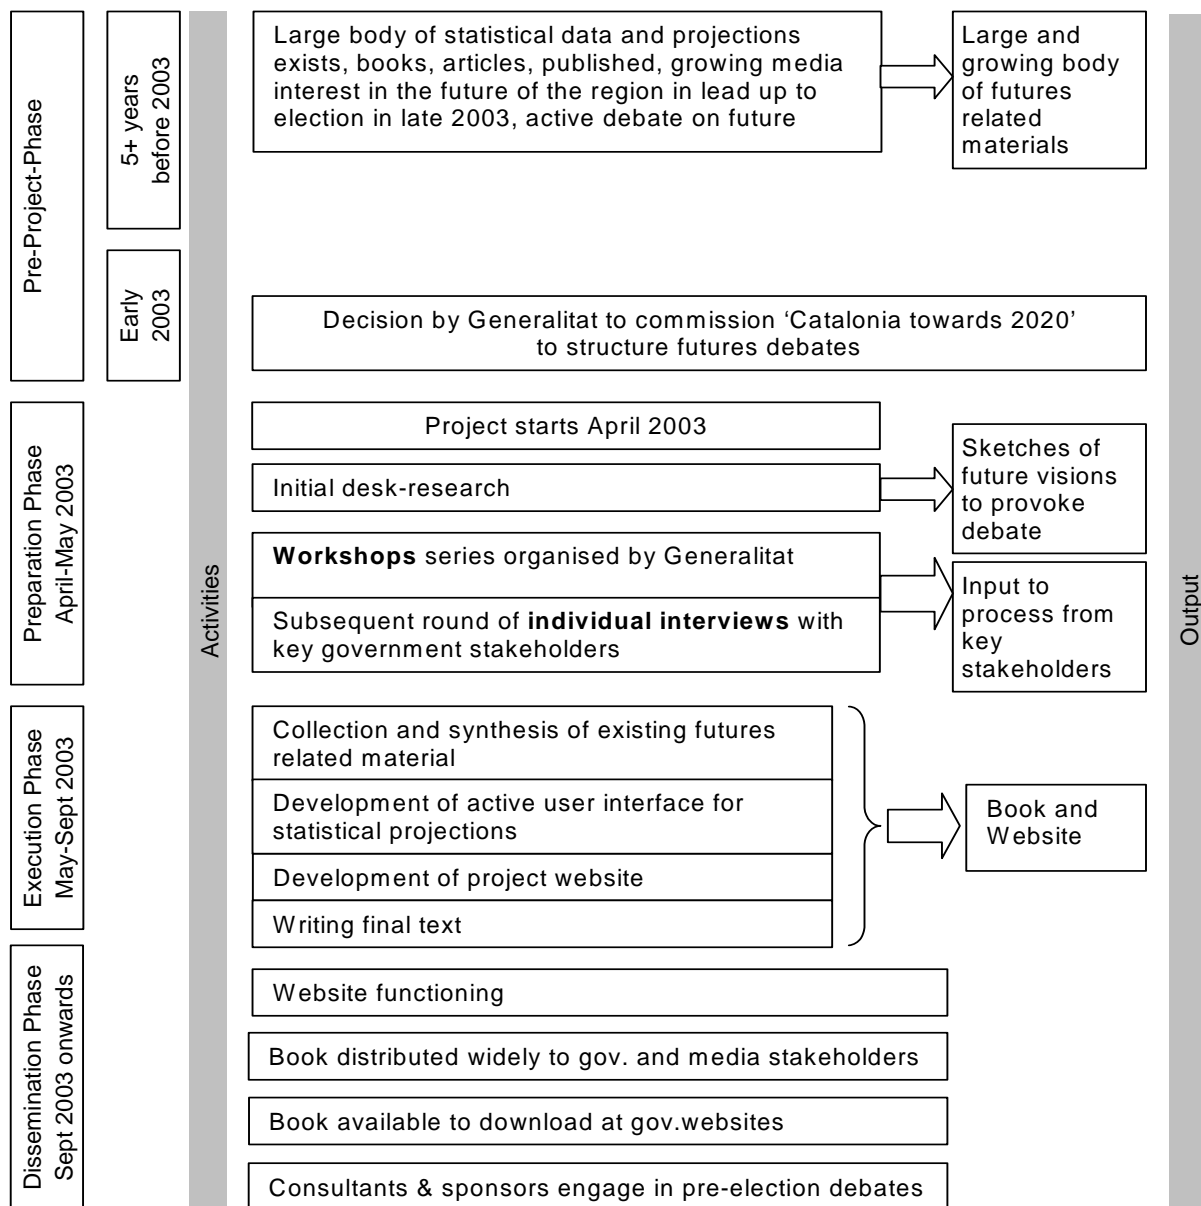 Pre-Project-Phase
5+ years
before 2003
Large body of statistical data and projections
exists, books, articles, published, growing media
interest in the future of the region in lead up to
election in late 2003, active debate on future
Large and
growing body
of futures
related
materials
Early
2003
Decision by Generalitat to commission ‘Catalonia towards 2020’
to structure futures debates
Activities
Output
Preparation Phase
April-May 2003
Project starts April 2003
Initial desk-research
Sketches of
future visions
to provoke
debate
Workshops series organised by Generalitat
Subsequent round of individual interviews with
key government stakeholders
Input to
process from
key
stakeholders
Execution Phase
May-Sept 2003
Collection and synthesis of existing futures
related material
Development of active user interface for
statistical projections
Development of project website
Writing final text
Book and
Website
Dissemination Phase
Sept 2003 onwards
Website functioning
Book distributed widely to gov. and media stakeholders
Book available to download at gov.websites
Consultants & sponsors engage in pre-election debates